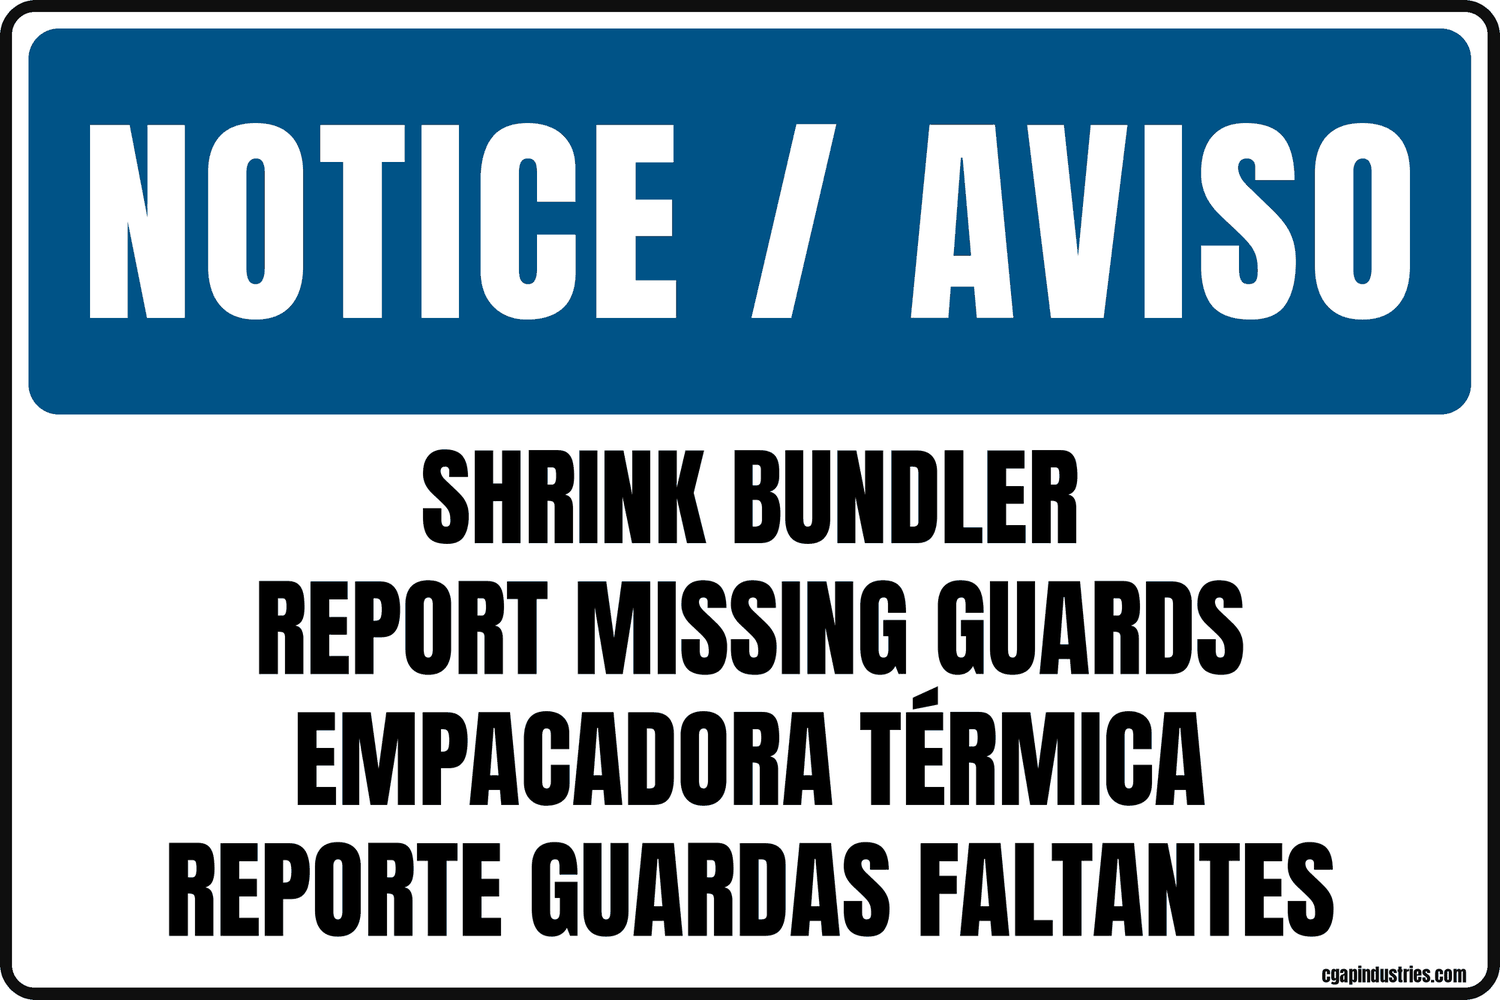 NOTICE / AVISO
SHRINK BUNDLER
REPORT MISSING GUARDS
EMPACADORA TÉRMICA
REPORTE GUARDAS FALTANTES
cgapindustries.com